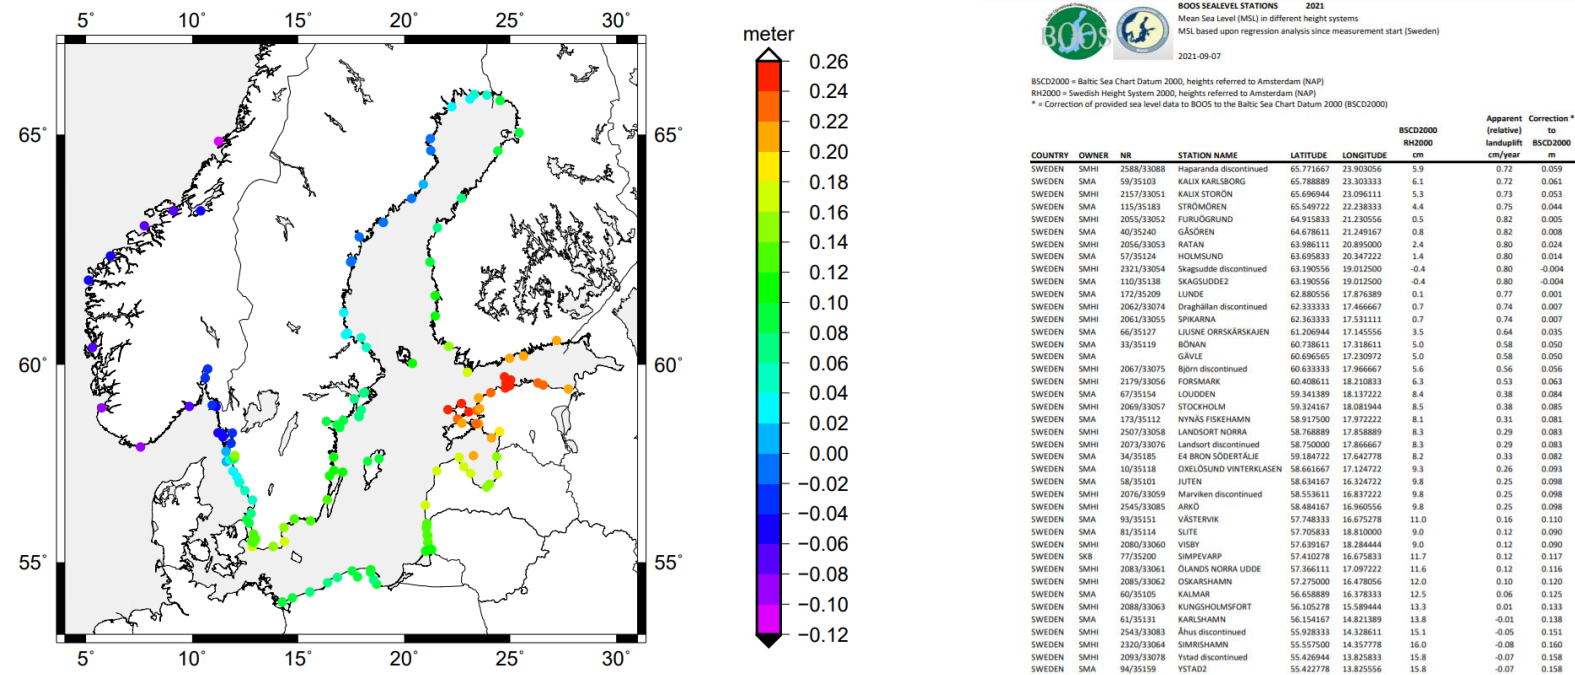 5° 10° 15° 20° 25° 30°
65° 65°
60° 60°
55° 55°
5° 10° 15° 20° 25° 30°
meter
0.26
0.24
0.22
0.20
0.18
0.16
0.14
0.12
0.10
0.08
0.06
0.04
0.02
0.00
−0.02
−0.04
−0.06
−0.08
−0.10
−0.12
BOOS
BOOS SEALEVEL STATIONS 2021
Mean Sea Level (MSL) in different height systems
MSL based upon regression analysis since measurement start (Sweden)
2021-09-07
BSCD2000 = Baltic Sea Chart Datum 2000, heights referred to Amsterdam (NAP)
RH2000 = Swedish Height System 2000, heights referred to Amsterdam (NAP)
* = Correction of provided sea level data to BOOS to the Baltic Sea Chart Datum 2000 (BSCD2000)
Apparent Correction *
BSCD2000 (relative) to
RH2000 landuplift BSCD2000
cm cm/year m
COUNTRY OWNER NR STATION NAME LATITUDE LONGITUDE
SWEDEN SMHI 2588/33088 Haparanda discontinued 65.771667 23.903056 5.9 0.72 0.059
SWEDEN SMA 59/35103 KALIX KARLSBORG 65.788889 23.303333 6.1 0.72 0.061
SWEDEN SMHI 2157/33051 KALIX STORÖN 65.696944 23.096111 5.3 0.73 0.053
SWEDEN SMA 115/35183 STRÖMÖREN 65.549722 22.238333 4.4 0.75 0.044
SWEDEN SMHI 2055/33052 FURUÖGRUND 64.915833 21.230556 0.5 0.82 0.005
SWEDEN SMA 40/35240 GÅSÖREN 64.678611 21.249167 0.8 0.82 0.008
SWEDEN SMHI 2056/33053 RATAN 63.986111 20.895000 2.4 0.80 0.024
SWEDEN SMA 57/35124 HOLMSUND 63.695833 20.347222 1.4 0.80 0.014
SWEDEN SMHI 2321/33054 Skagsudde discontinued 63.190556 19.012500 -0.4 0.80 -0.004
SWEDEN SMA 110/35138 SKAGSUDDE2 63.190556 19.012500 -0.4 0.80 -0.004
SWEDEN SMA 172/35209 LUNDE 62.880556 17.876389 0.1 0.77 0.001
SWEDEN SMHI 2062/33074 Draghällan discontinued 62.333333 17.466667 0.7 0.74 0.007
SWEDEN SMHI 2061/33055 SPIKARNA 62.363333 17.531111 0.7 0.74 0.007
SWEDEN SMA 66/35127 LJUSNE ORRSKÄRSKAJEN 61.206944 17.145556 3.5 0.64 0.035
SWEDEN SMA 33/35119 BÖNAN 60.738611 17.318611 5.0 0.58 0.050
SWEDEN SMA GÄVLE 60.696565 17.230972 5.0 0.58 0.050
SWEDEN SMHI 2067/33075 Björn discontinued 60.633333 17.966667 5.6 0.56 0.056
SWEDEN SMHI 2179/33056 FORSMARK 60.408611 18.210833 6.3 0.53 0.063
SWEDEN SMA 67/35154 LOUDDEN 59.341389 18.137222 8.4 0.38 0.084
SWEDEN SMHI 2069/33057 STOCKHOLM 59.324167 18.081944 8.5 0.38 0.085
SWEDEN SMA 173/35112 NYNÄS FISKEHAMN 58.917500 17.972222 8.1 0.31 0.081
SWEDEN SMHI 2507/33058 LANDSORT NORRA 58.768889 17.858889 8.3 0.29 0.083
SWEDEN SMHI 2073/33076 Landsort discontinued 58.750000 17.866667 8.3 0.29 0.083
SWEDEN SMA 34/35185 E4 BRON SÖDERTÄLJE 59.184722 17.642778 8.2 0.33 0.082
SWEDEN SMA 10/35118 OXELÖSUND VINTERKLASEN 58.661667 17.124722 9.3 0.26 0.093
SWEDEN SMA 58/35101 JUTEN 58.634167 16.324722 9.8 0.25 0.098
SWEDEN SMHI 2076/33059 Marviken discontinued 58.553611 16.837222 9.8 0.25 0.098
SWEDEN SMHI 2545/33085 ARKÖ 58.484167 16.960556 9.8 0.25 0.098
SWEDEN SMA 93/35151 VÄSTERVIK 57.748333 16.675278 11.0 0.16 0.110
SWEDEN SMA 81/35114 SLITE 57.705833 18.810000 9.0 0.12 0.090
SWEDEN SMHI 2080/33060 VISBY 57.639167 18.284444 9.0 0.12 0.090
SWEDEN SKB 77/35200 SIMPEVARP 57.410278 16.675833 11.7 0.12 0.117
SWEDEN SMHI 2083/33061 ÖLANDS NORRA UDDE 57.366111 17.097222 11.6 0.12 0.116
SWEDEN SMHI 2085/33062 OSKARSHAMN 57.275000 16.478056 12.0 0.10 0.120
SWEDEN SMA 60/35105 KALMAR 56.658889 16.378333 12.5 0.06 0.125
SWEDEN SMHI 2088/33063 KUNGSHOLMSFORT 56.105278 15.589444 13.3 0.01 0.133
SWEDEN SMA 61/35131 KARLSHAMN 56.154167 14.821389 13.8 -0.01 0.138
SWEDEN SMHI 2543/33083 Åhus discontinued 55.928333 14.328611 15.1 -0.05 0.151
SWEDEN SMHI 2320/33064 SIMRISHAMN 55.557500 14.357778 16.0 -0.08 0.160
SWEDEN SMHI 2093/33078 Ystad discontinued 55.426944 13.825833 15.8 -0.07 0.158
SWEDEN SMA 94/35159 YSTAD2 55.422778 13.825556 15.8 -0.07 0.158